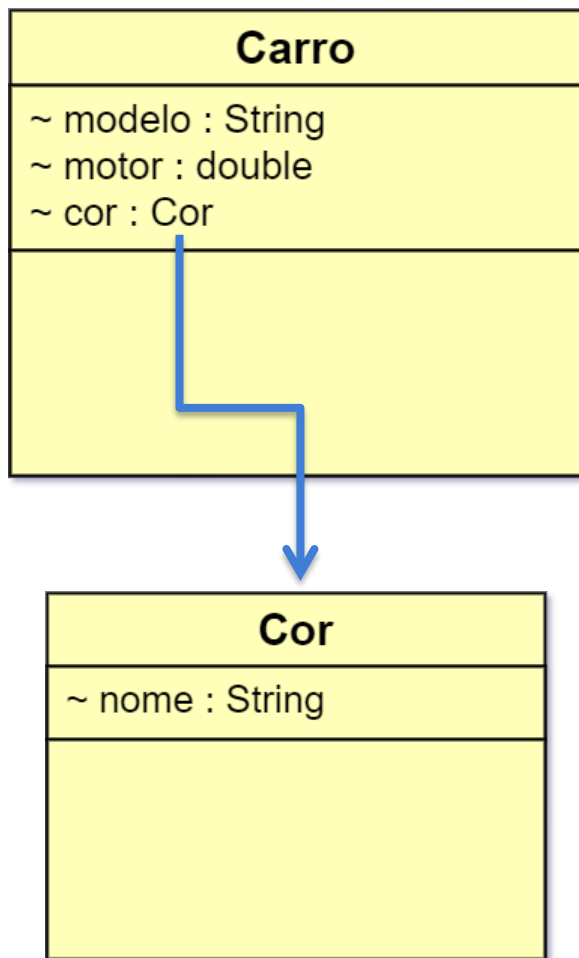 Carro
~ modelo : String
~ motor : double
~ cor : Cor
Cor
~ nome : String